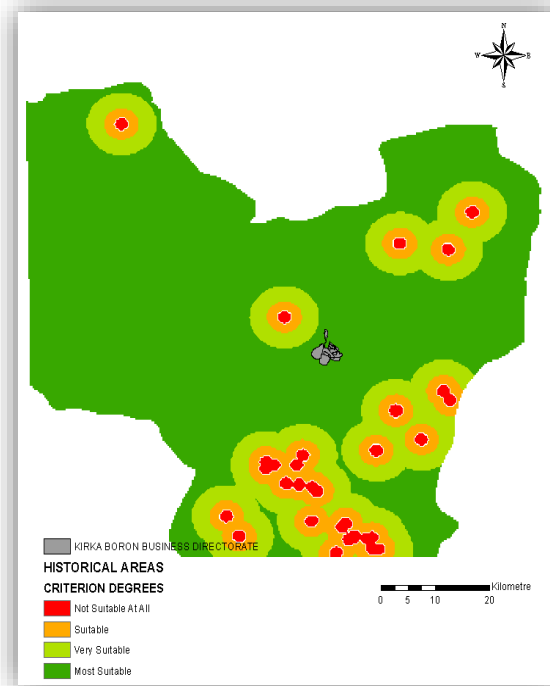 N
W E
S
KIRKA BORON BUSINESS DIRECTORATE
HISTORICAL AREAS
CRITERION DEGREES
Not Suitable At All
Suitable
Very Suitable
Most Suitable
Kilometre
0 5 10 20